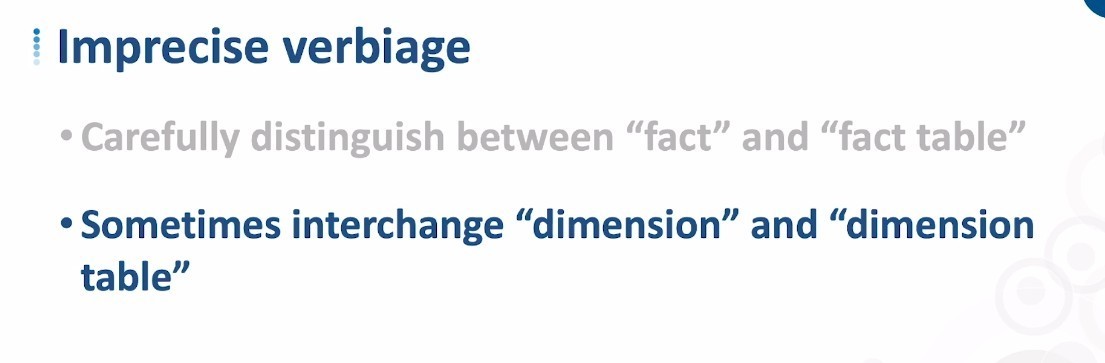 Imprecise verbiage
• Carefully distinguish between “fact” and “fact table”
• Sometimes interchange “dimension” and “dimension
table”